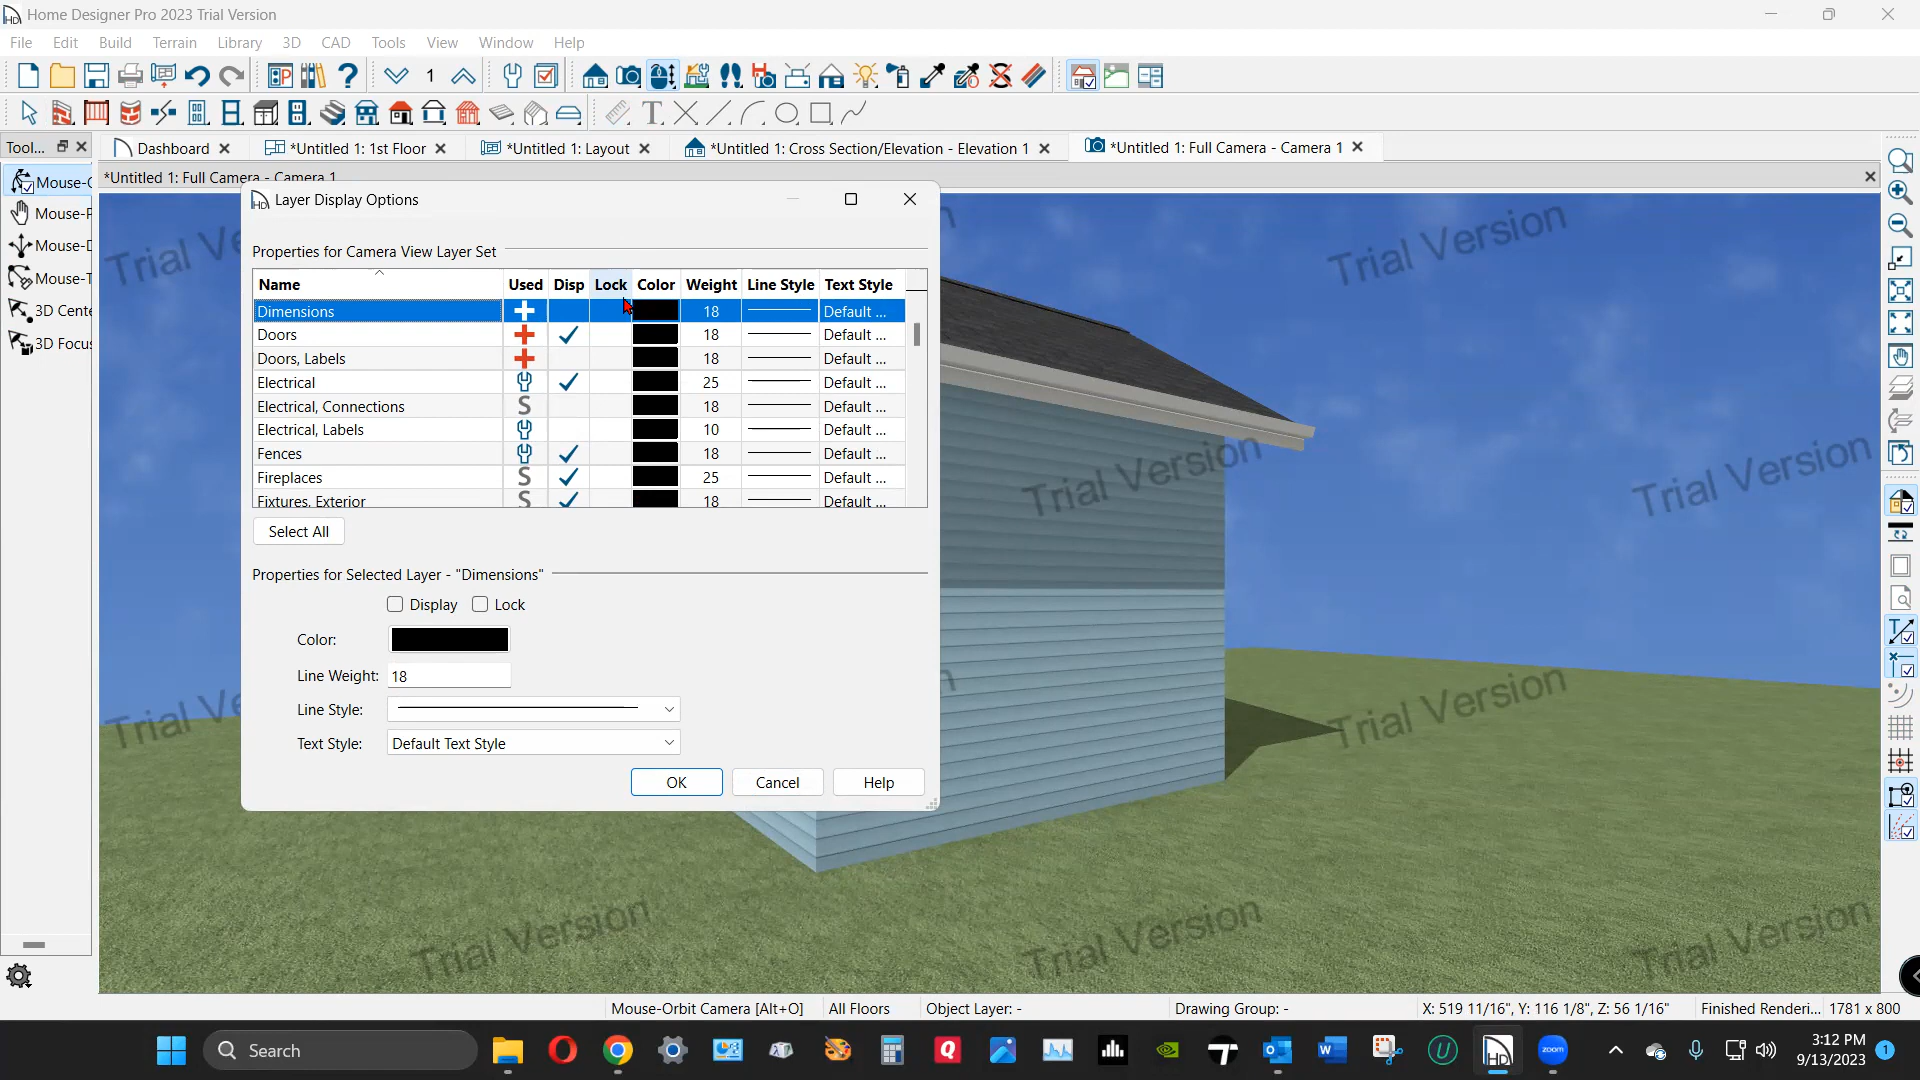 Home Designer Pro 2023 Trial Version
File Edit Build Terrain Library 3D CAD Tools View Window Help
1
Tool... Dashboard *Untitled 1: 1st Floor *Untitled 1: Layout *Untitled 1: Cross Section/Elevation - Elevation 1 *Untitled 1: Full Camera - Camera 1
*Untitled 1: Full Camera - Camera 1
Mouse-
Mouse-
Mouse-
Mouse-
3D Cent
3D Focu
Layer Display Options
Properties for Camera View Layer Set
Name Used Disp Lock Color Weight Line Style Text Style
Dimensions 18 Default ...
Doors 18 Default ...
Doors, Labels 18 Default ...
Electrical 25 Default ...
Electrical, Connections S 18 Default ...
Electrical, Labels 10 Default ...
Fences 18 Default ...
Fireplaces S 25 Default ...
Fixtures, Exterior S 18 Default ...
Select All
Properties for Selected Layer - "Dimensions"
Display Lock
Color:
Line Weight: 18
Line Style:
Text Style: Default Text Style
OK Cancel Help
Trial Version
Trial Version
Trial Version
Trial Version
Trial Version
Trial Version
Trial Version
Trial Version
Mouse-Orbit Camera [Alt+O] All Floors Object Layer: - Drawing Group: - X: 519 11/16", Y: 116 1/8", Z: 56 1/16" Finished Renderi... 1781 x 800
Search
zoom
3:12 PM
9/13/2023
1